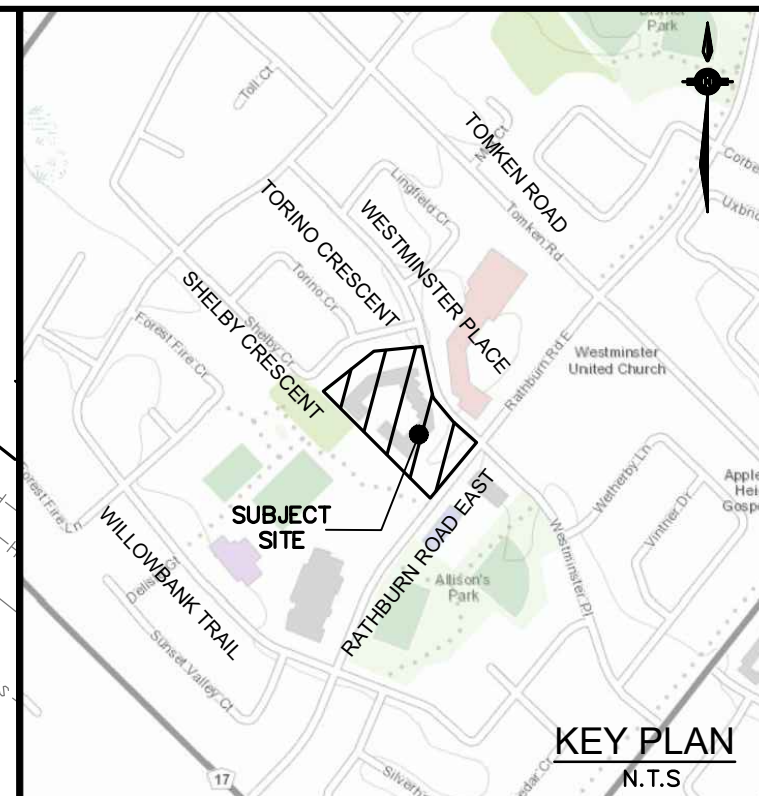 Park
Toll Ct
TOMKEN ROAD
Lingfield Cr
Tomken Rd
TORINO CRESCENT
WESTMINSTER PLACE
Torino Cr
SHELBY CRESCENT
Shelby Cr
Forest Fire Cr
Rathburn Rd E
Westminster
United Church
Wetherby Ln
Vintner Dr
Forest Fire Ln
SUBJECT
SITE
RATHBURN ROAD EAST
WILLOWBANK TRAIL
Westminster Pl
Allison's
Park
Sunset Valley Ct
KEY PLAN
N.T.S
17